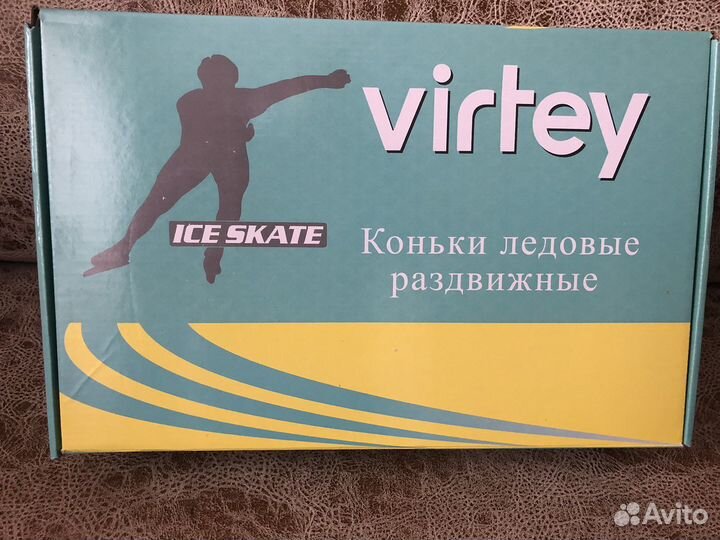 virtey
ICE SKATE
Коньки ледовые
раздвижные
Avito